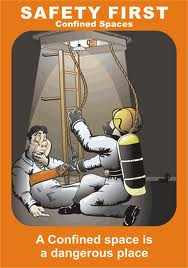 SAFETY FIRST
Confined Spaces
A Confined space is
a dangerous place